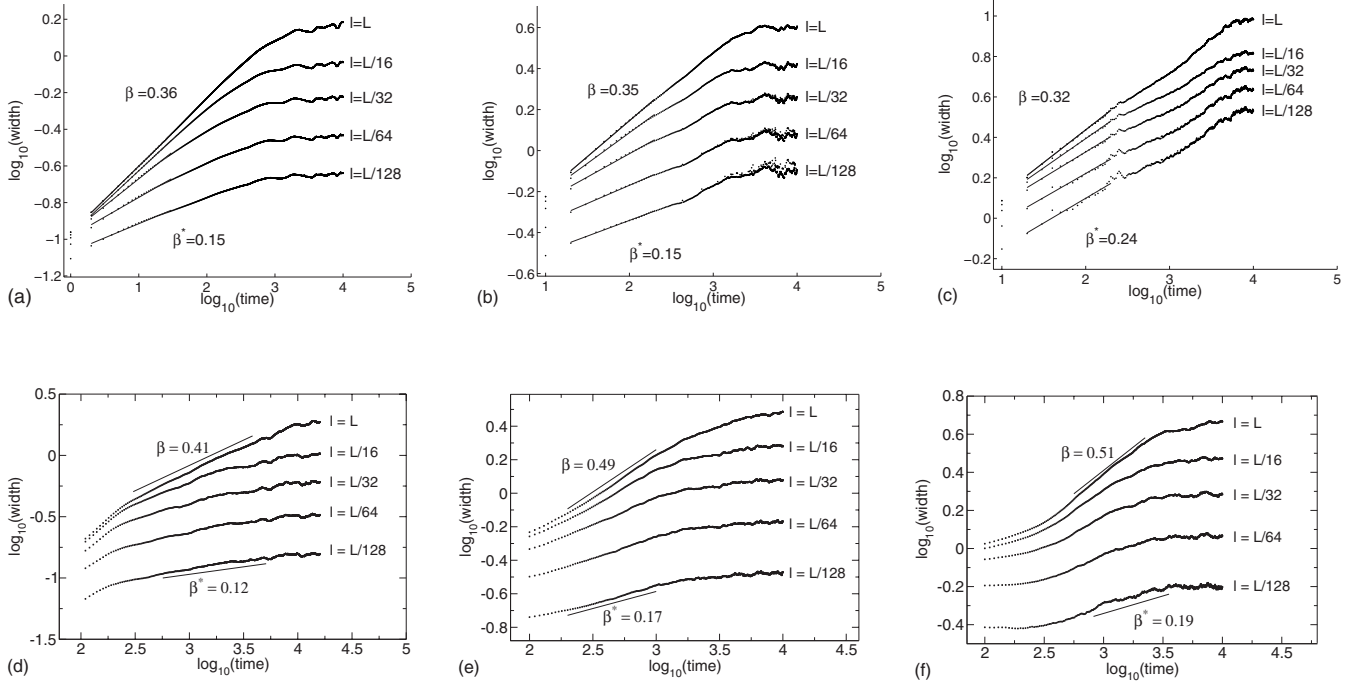 0.2
0
−0.2
−0.4
−0.6
−0.8
−1
−1.2
log10(width)
β =0.36
β*=0.15
l=L
l=L/16
l=L/32
l=L/64
l=L/128
0 1 2 3 4 5
log10(time)
(a)
0.6
0.4
0.2
0
−0.2
−0.4
−0.6
log10(width)
β =0.35
β*=0.15
l=L
l=L/16
l=L/32
l=L/64
l=L/128
1 2 3 4 5
log10(time)
(b)
1
0.8
0.6
0.4
0.2
0
−0.2
log10(width)
β =0.32
β*=0.24
l=L
l=L/16
l=L/32
l=L/64
l=L/128
1 2 3 4 5
log10(time)
(c)
0.5
0
-0.5
-1
-1.5
log10(width)
β = 0.41
β* = 0.12
l = L
l = L/16
l = L/32
l = L/64
l = L/128
2 2.5 3 3.5 4 4.5 5
log10(time)
(d)
0.4
0.2
0
-0.2
-0.4
-0.6
-0.8
log10(width)
β = 0.49
β* = 0.17
l = L
l = L/16
l = L/32
l = L/64
l = L/128
2 2.5 3 3.5 4 4.5
log10(time)
(e)
0.8
0.6
0.4
0.2
0
-0.2
-0.4
log10(width)
β = 0.51
β* = 0.19
l = L
l = L/16
l = L/32
l = L/64
l = L/128
2 2.5 3 3.5 4 4.5
log10(time)
(f)